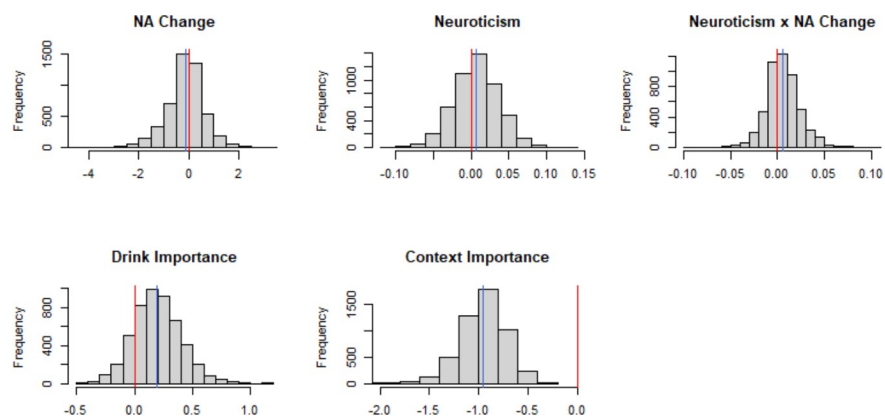 NA Change
Neuroticism
Neuroticism x NA Change
Frequency
0 500 1500
-4 -2 0 2
Frequency
0 400 1000
-0.10 0.00 0.05 0.10 0.15
Frequency
0 400 800
-0.10 -0.05 0.00 0.05 0.10
Drink Importance
Context Importance
Frequency
0 400 800
-0.5 0.0 0.5 1.0
Frequency
0 500 1500
-2.0 -1.5 -1.0 -0.5 0.0